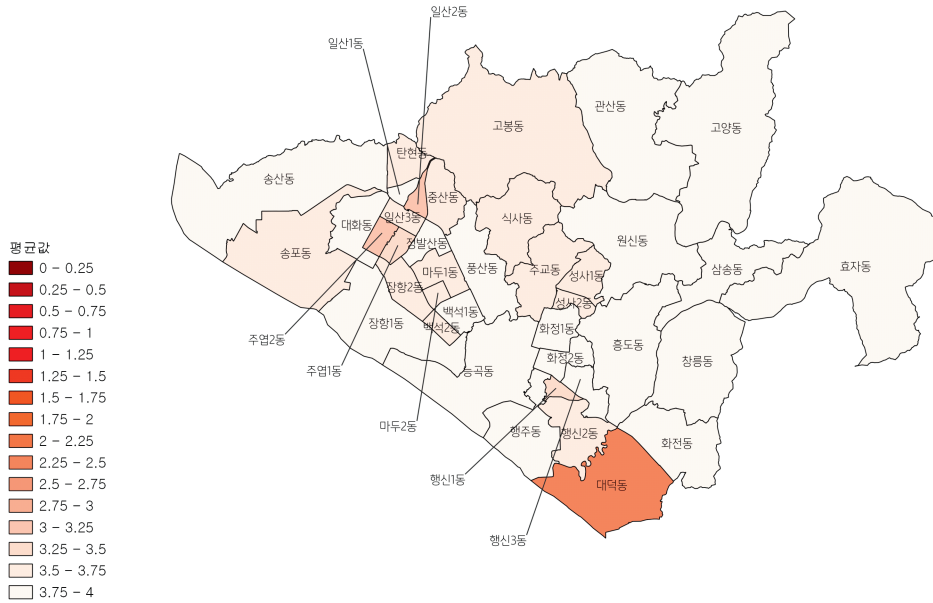 일산2동
일산1동
관산동
고양동
고봉동
탄현동
송산동
중산동
일산3동
식사동
대화동
정발산동
원신동
송포동
풍산동
마두1동
주교동
성사1동
삼송동
효자동
장항2동
성사2동
백석1동
장항1동
백석2동
화정1동
주엽2동
흥도동
화정2동
창릉동
주엽1동
능곡동
마두2동
행주동
행신2동
화전동
행신1동
대덕동
행신3동
평균값
0 - 0.25
0.25 - 0.5
0.5 - 0.75
0.75 - 1
1 - 1.25
1.25 - 1.5
1.5 - 1.75
1.75 - 2
2 - 2.25
2.25 - 2.5
2.5 - 2.75
2.75 - 3
3 - 3.25
3.25 - 3.5
3.5 - 3.75
3.75 - 4